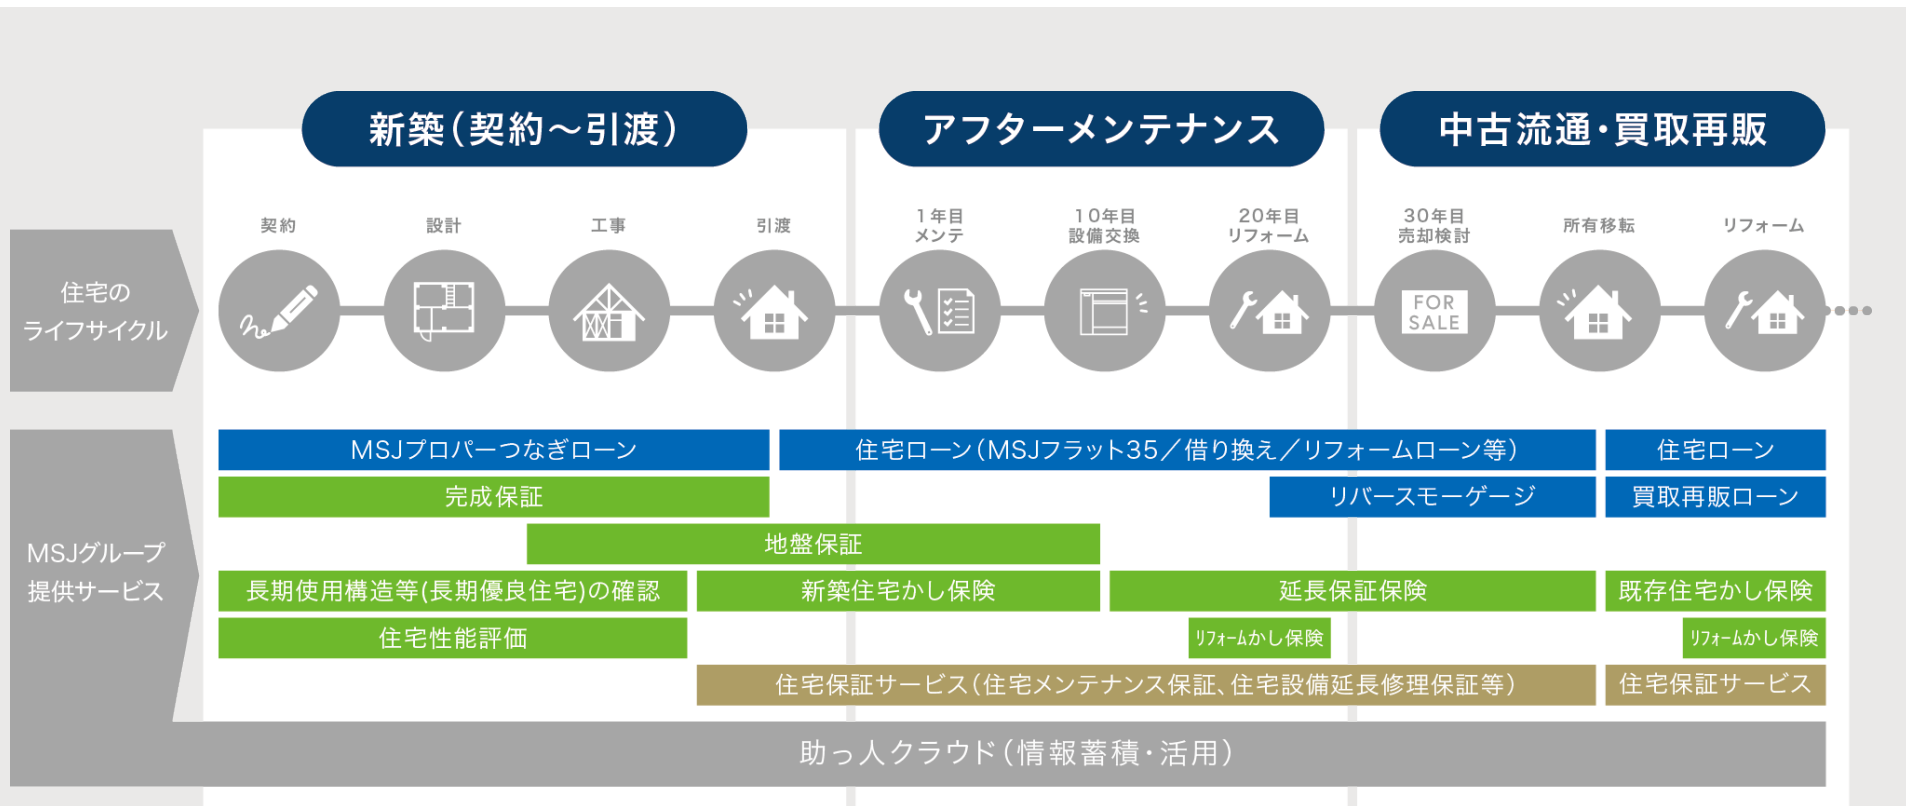 新築(契約～引渡)
アフターメンテナンス
中古流通・買取再販
住宅の
ライフサイクル
契約
設計
工事
引渡
1年目
メンテ
10年目
設備交換
20年目
リフォーム
30年目
売却検討
所有移転
リフォーム
FOR
SALE
MSJグループ
提供サービス
MSJプロパーつなぎローン
住宅ローン(MSJフラット35／借り換え／リフォームローン等)
住宅ローン
完成保証
リバースモーゲージ
買取再販ローン
地盤保証
長期使用構造等(長期優良住宅)の確認
新築住宅かし保険
延長保証保険
既存住宅かし保険
住宅性能評価
ﾘﾌｫｰﾑかし保険
ﾘﾌｫｰﾑかし保険
住宅保証サービス(住宅メンテナンス保証、住宅設備延長修理保証等)
住宅保証サービス
助っ人クラウド(情報蓄積・活用)